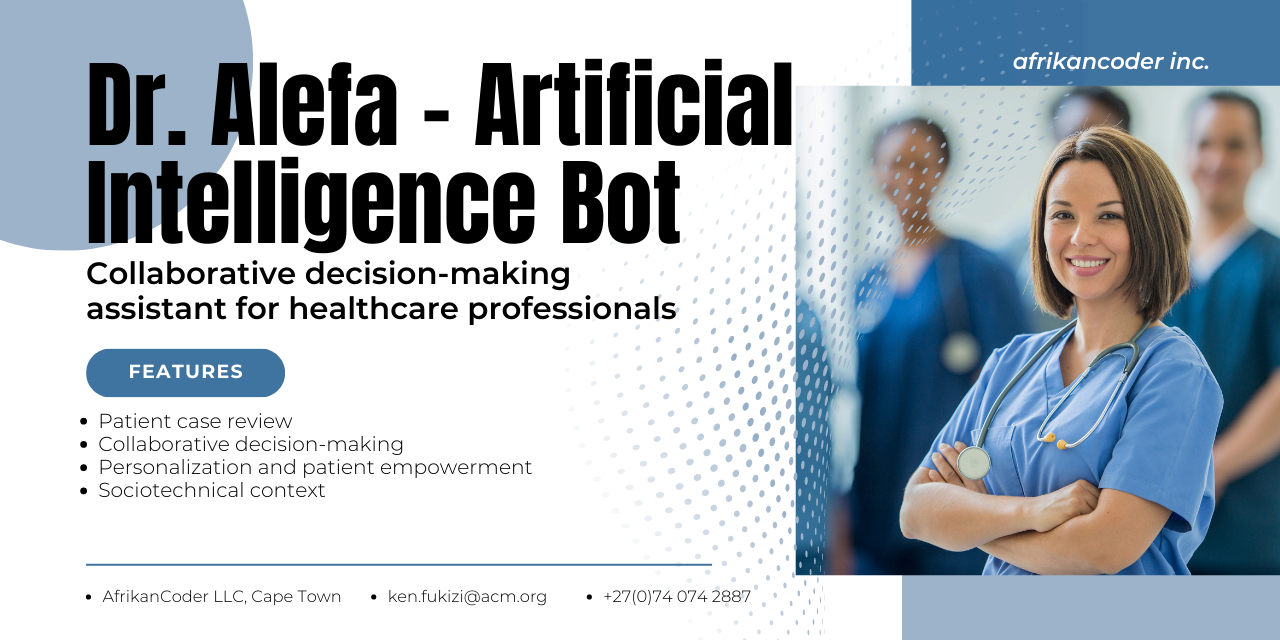 afrikancoder inc.
Dr. Alefa - Artificial
Intelligence Bot
Collaborative decision-making
assistant for healthcare professionals
FEATURES
Patient case review
Collaborative decision-making
Personalization and patient empowerment
Sociotechnical context
AfrikanCoder LLC, Cape Town
ken.fukizi@acm.org
+27(0)74 074 2887